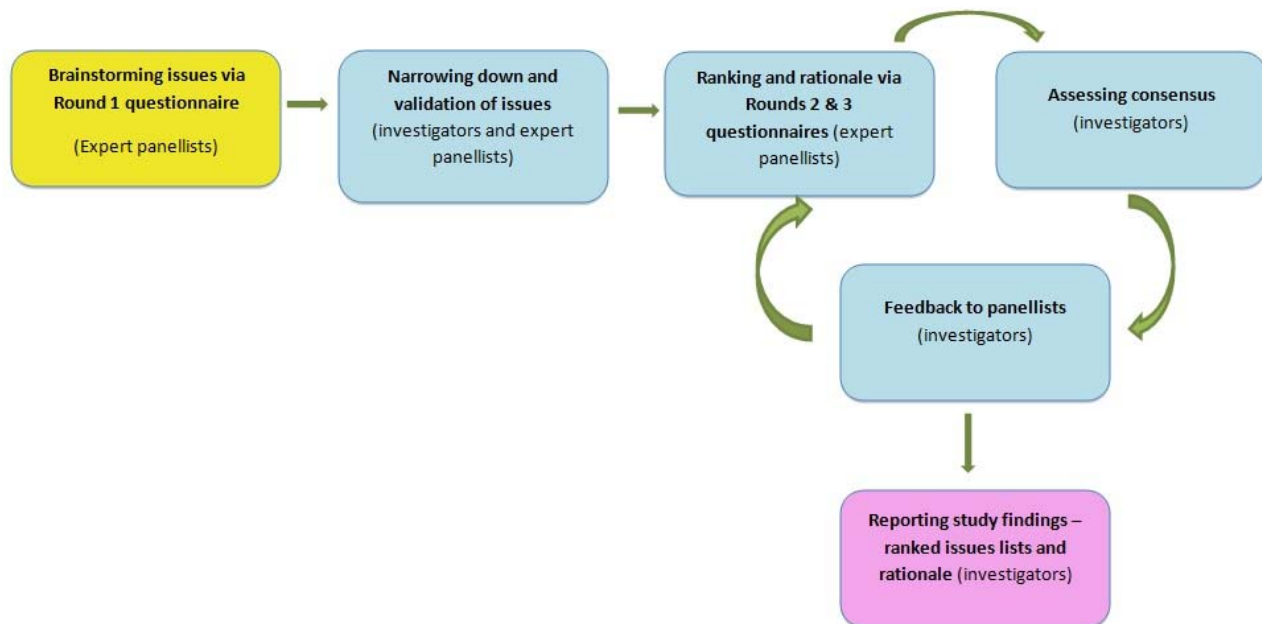 Brainstorming issues via
Round 1 questionnaire
(Expert panellists)
Narrowing down and
validation of issues
(investigators and expert
panellists)
Ranking and rationale via
Rounds 2 & 3
questionnaires (expert
panellists)
Assessing consensus
(investigators)
Feedback to panellists
(investigators)
Reporting study findings –
ranked issues lists and
rationale (investigators)